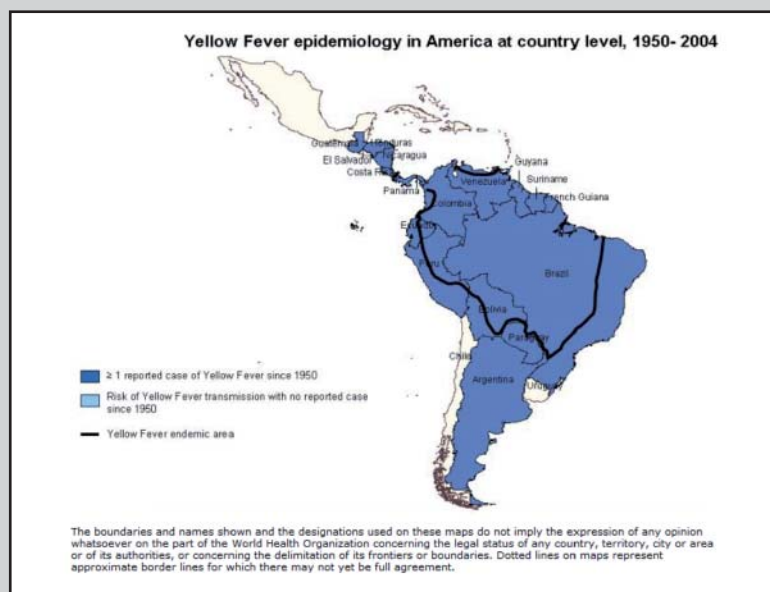 Yellow Fever epidemiology in America at country level, 1950- 2004
Guatemala
Honduras
El Salvador
Nicaragua
Costa Rica
Panama
Venezuela
Guyana
Suriname
French Guiana
Colombia
Ecuador
Peru
Brazil
Bolivia
Paraguay
Chile
Argentina
Uruguay
≥ 1 reported case of Yellow Fever since 1950
Risk of Yellow Fever transmission with no reported case
since 1950
Yellow Fever endemic area
The boundaries and names shown and the designations used on these maps do not imply the expression of any opinion
whatsoever on the part of the World Health Organization concerning the legal status of any country, territory, city or area
or of its authorities, or concerning the delimitation of its frontiers or boundaries. Dotted lines on maps represent
approximate border lines for which there may not yet be full agreement.